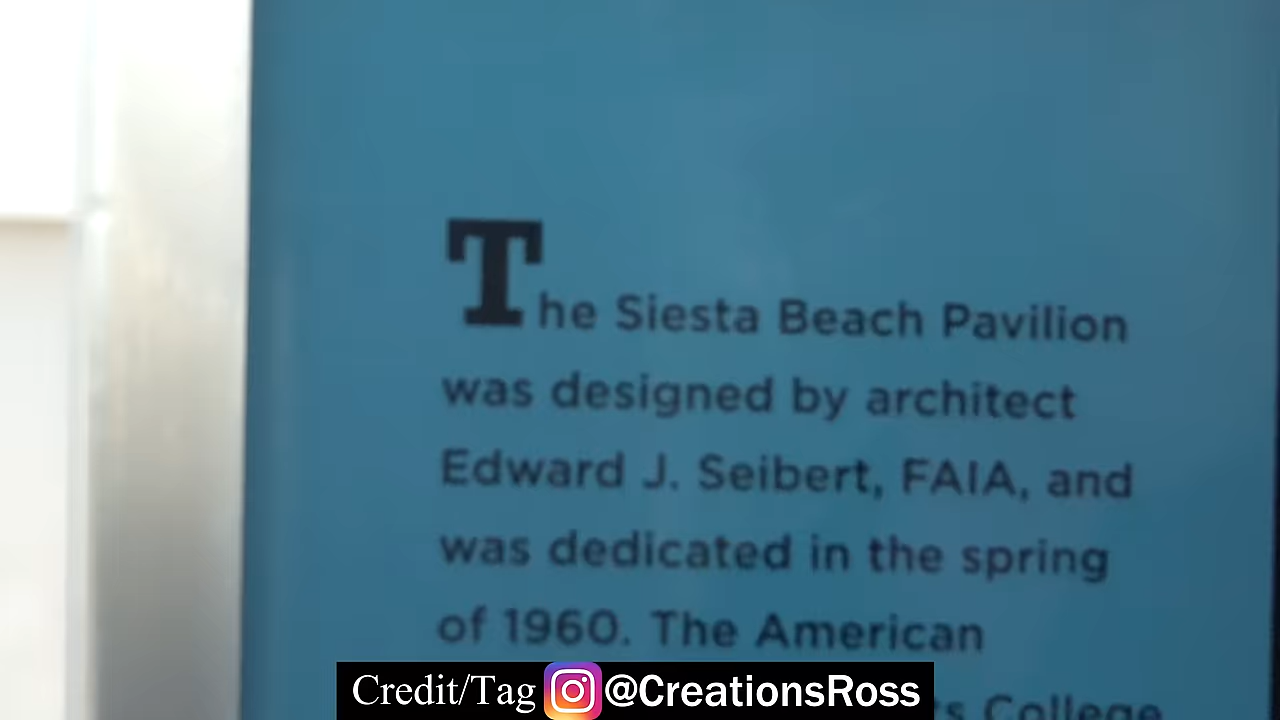 The Siesta Beach Pavilion
was designed by architect
Edward J. Seibert, FAIA, and
was dedicated in the spring
of 1960. The American
College
Credit/Tag @CreationsRoss